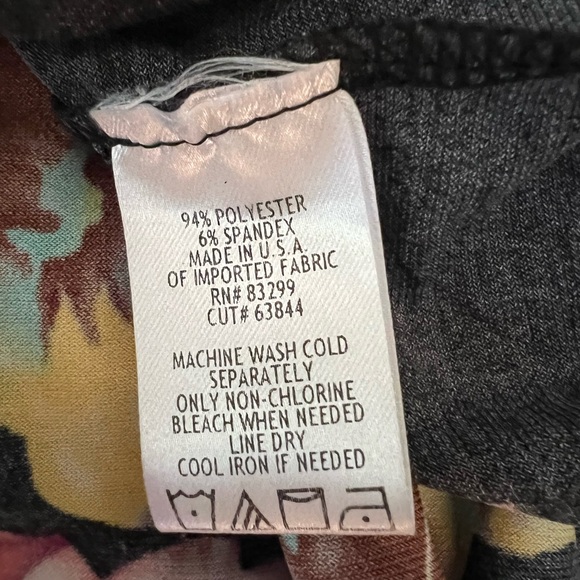 94% POLYESTER
6% SPANDEX
MADE IN U.S.A.
OF IMPORTED FABRIC
RN# 83299
CUT# 63844
MACHINE WASH COLD
SEPARATELY
ONLY NON-CHLORINE
BLEACH WHEN NEEDED
LINE DRY
COOL IRON IF NEEDED